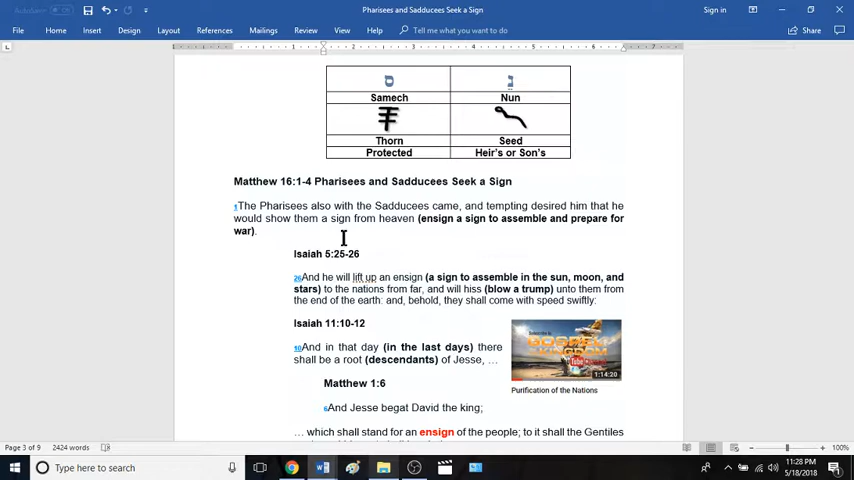 AutoSave
Pharisees and Sadducees Seek a Sign
Sign in
File Home Insert Design Layout References Mailings Review View Help Tell me what you want to do Share
ס נֵ
Samech Nun
Thorn Seed
Protected Heir's or Son's
Matthew 16:1-4 Pharisees and Sadducees Seek a Sign
1The Pharisees also with the Sadducees came, and tempting desired him that he
would show them a sign from heaven (ensign a sign to assemble and prepare for
war).
Isaiah 5:25-26
26And he will lift up an ensign (a sign to assemble in the sun, moon, and
stars) to the nations from far, and will hiss (blow a trump) unto them from
the end of the earth: and, behold, they shall come with speed swiftly:
Isaiah 11:10-12
10And in that day (in the last days) there
shall be a root (descendants) of Jesse, …
Subscribe to
GOSPEL
KINGDOM
YouTube
1:14:20
Purification of the Nations
Matthew 1:6
6And Jesse begat David the king;
… which shall stand for an ensign of the people; to it shall the Gentiles
Page 3 of 9 2424 words 100%
Type here to search
11:28 PM
5/18/2018